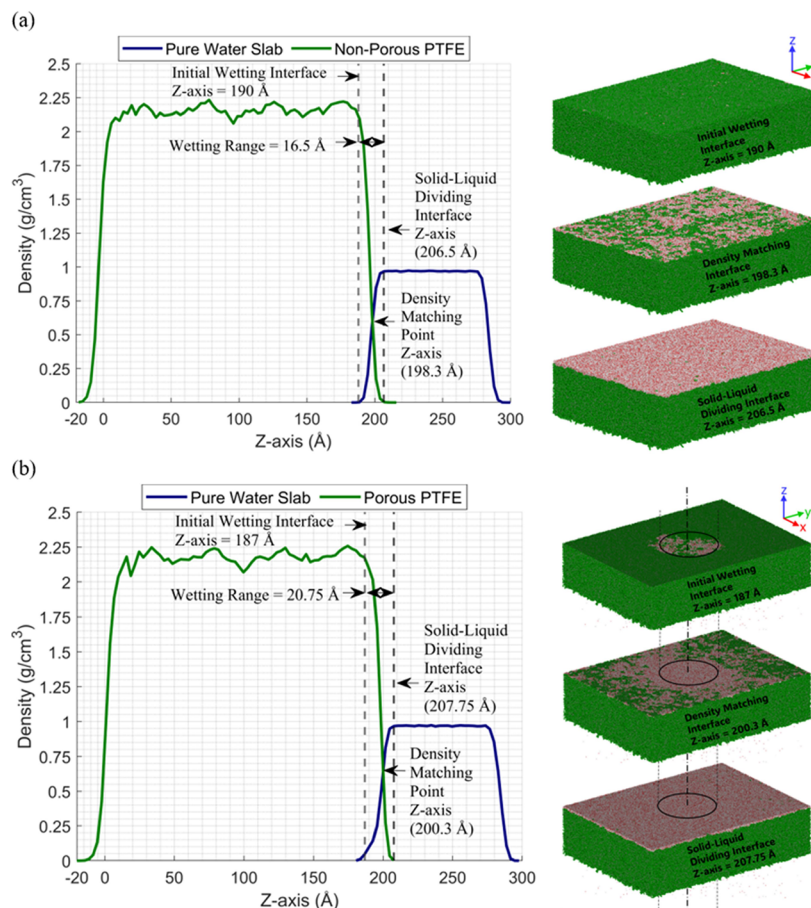 (a)
Pure Water Slab Non-Porous PTFE
2.5
2.25
2
1.75
1.5
1.25
1
0.75
0.5
0.25
0
Density (g/cm³)
Initial Wetting Interface
Z-axis = 190 Å
Wetting Range = 16.5 Å
Solid-Liquid
Dividing
Interface
Z-axis
(206.5 Å)
Density
Matching
Point
Z-axis
(198.3 Å)
-20 0 50 100 150 200 250 300
Z-axis (Å)
z
Initial Wetting
Interface
Z-axis = 190 Å
Density Matching
Interface
Z-axis = 198.3 Å
Solid-Liquid
Dividing Interface
Z-axis = 206.5 Å
(b)
Pure Water Slab Porous PTFE
2.5
2.25
2
1.75
1.5
1.25
1
0.75
0.5
0.25
0
Density (g/cm³)
Initial Wetting Interface
Z-axis = 187 Å
Wetting Range = 20.75 Å
Solid-Liquid
Dividing
Interface
Z-axis
(207.75 Å)
Density
Matching
Point
Z-axis
(200.3 Å)
-20 0 50 100 150 200 250 300
Z-axis (Å)
z
y
x
Initial Wetting
Interface
Z-axis = 187 Å
Density Matching
Interface
Z-axis = 200.3 Å
Solid-Liquid
Dividing Interface
Z-axis = 207.75 Å